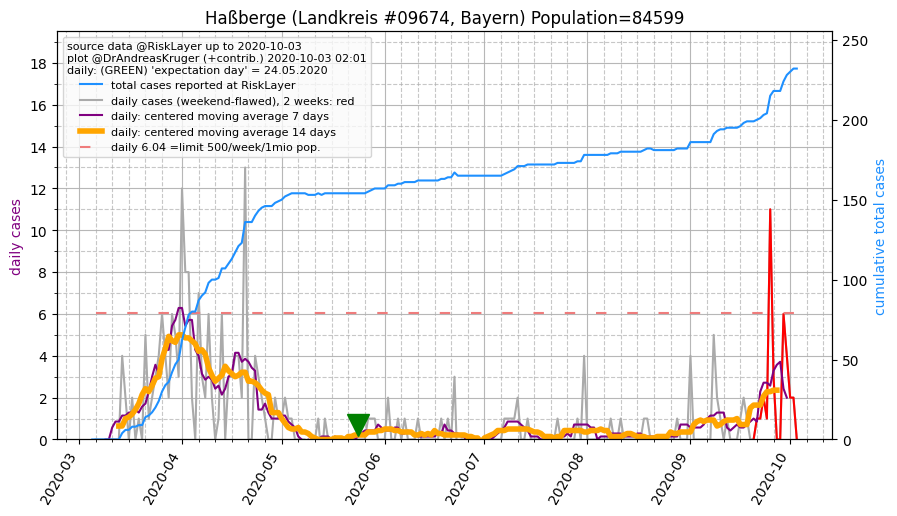 Haßberge (Landkreis #09674, Bayern) Population=84599
source data @RiskLayer up to 2020-10-03
plot @DrAndreasKruger (+contrib.) 2020-10-03 02:01
daily: (GREEN) 'expectation day' = 24.05.2020
total cases reported at RiskLayer
daily cases (weekend-flawed), 2 weeks: red
daily: centered moving average 7 days
daily: centered moving average 14 days
daily 6.04 =limit 500/week/1mio pop.
daily cases
18
16
14
12
10
8
6
4
2
0
250
200
150
100
50
0
cumulative total cases
2020-03
2020-04
2020-05
2020-06
2020-07
2020-08
2020-09
2020-10